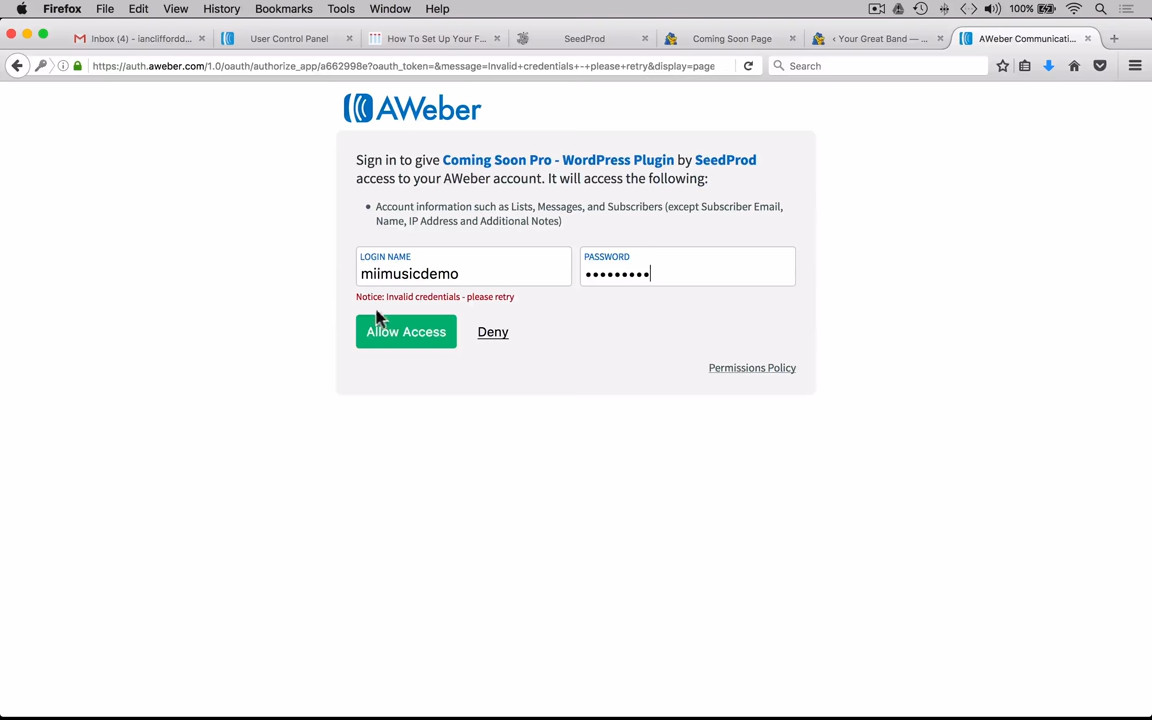 Firefox File Edit View History Bookmarks Tools Window Help 100%
Inbox (4) - ianclifforddd... User Control Panel How To Set Up Your F... SeedProd Coming Soon Page ‹ Your Great Band —... AWeber Communicati...
https://auth.aweber.com/1.0/oauth/authorize_app/a662998e?oauth_token=&message=Invalid+credentials+-+please+retry&display=page Search
AWeber
Sign in to give Coming Soon Pro - WordPress Plugin by SeedProd
access to your AWeber account. It will access the following:
• Account information such as Lists, Messages, and Subscribers (except Subscriber Email,
Name, IP Address and Additional Notes)
LOGIN NAME PASSWORD
miimusicdemo •••••••••
Notice: Invalid credentials - please retry
Allow Access Deny
Permissions Policy